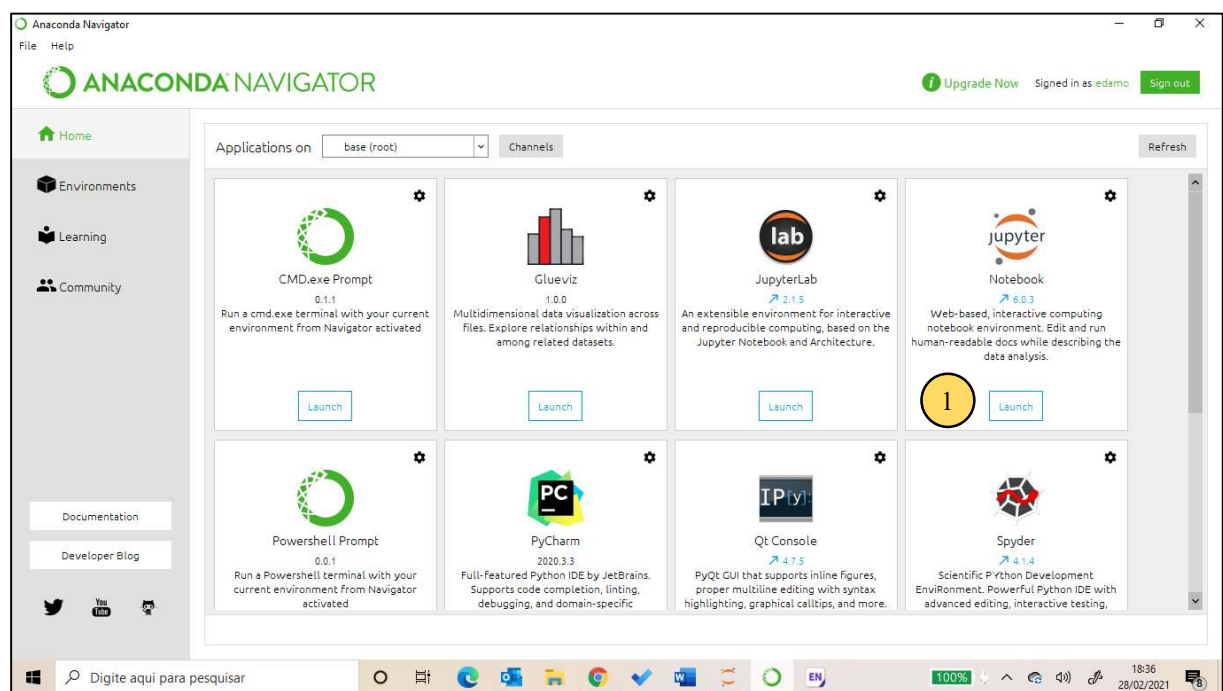 Anaconda Navigator
File Help
ANACONDA NAVIGATOR
i Upgrade Now Signed in as edamo Sign out
Home
Environments
Learning
Community
Documentation
Developer Blog
You
Tube
Applications on base (root) Channels Refresh
CMD.exe Prompt
0.1.1
Run a cmd.exe terminal with your current
environment from Navigator activated
Launch
Glueviz
1.0.0
Multidimensional data visualization across
files. Explore relationships within and
among related datasets.
Launch
lab
JupyterLab
2.1.5
An extensible environment for interactive
and reproducible computing, based on the
Jupyter Notebook and Architecture.
Launch
jupyter
Notebook
6.0.3
Web-based, interactive computing
notebook environment. Edit and run
human-readable docs while describing the
data analysis.
1
Launch
Powershell Prompt
0.0.1
Run a Powershell terminal with your
current environment from Navigator
activated
PC
PyCharm
2020.3.3
Full-featured Python IDE by JetBrains.
Supports code completion, linting,
debugging, and domain-specific
IP[y]:
Qt Console
4.7.5
PyQt GUI that supports inline figures,
proper multiline editing with syntax
highlighting, graphical calltips, and more.
Spyder
4.1.4
Scientific PYthon Development
EnviRonment. Powerful Python IDE with
advanced editing, interactive testing,
Digite aqui para pesquisar
EN
100%
18:36
28/02/2021
8